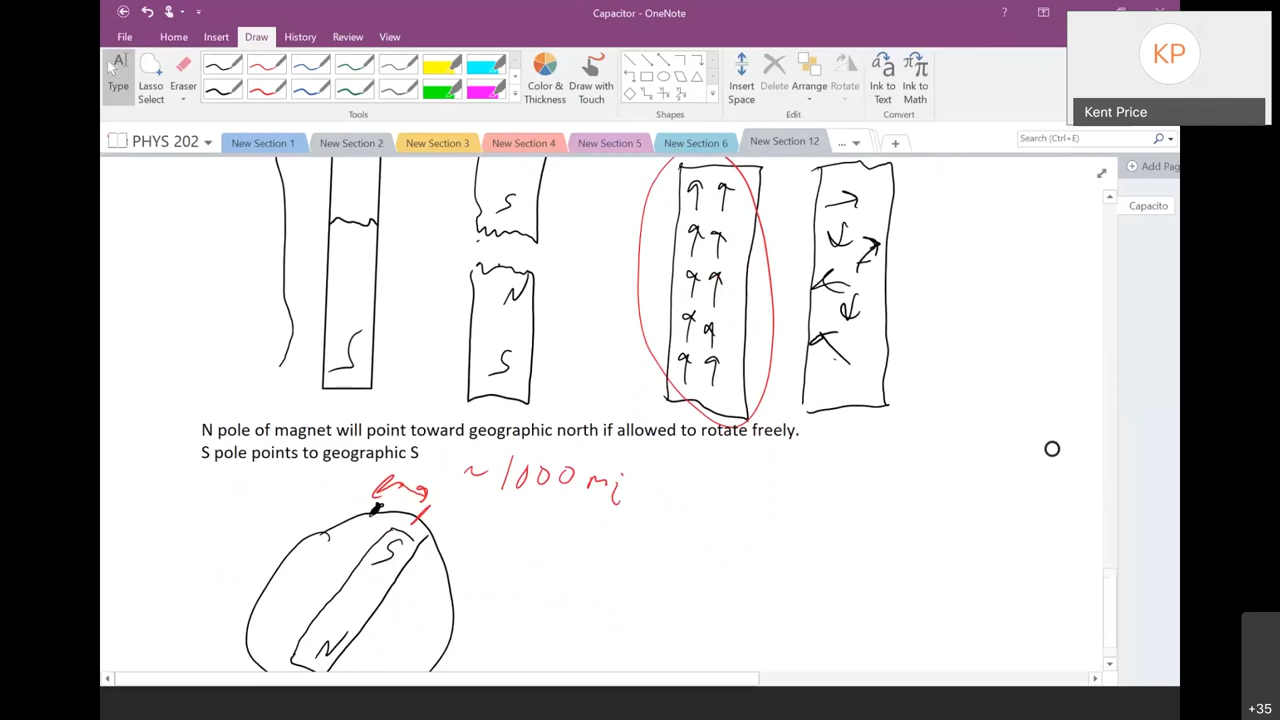 Capacitor - OneNote
?
File Home Insert Draw History Review View
KP
Kent Price
Type
Lasso Select
Eraser
Color & Thickness
Draw with Touch
Insert Space
Delete
Arrange
Rotate
Ink to Text
Ink to Math
Tools
Shapes
Edit
Convert
PHYS 202
New Section 1
New Section 2
New Section 3
New Section 4
New Section 5
New Section 6
New Section 12
...
Search (Ctrl+E)
Add Pag
Capacito
S
S
N
S
N pole of magnet will point toward geographic north if allowed to rotate freely.
S pole points to geographic S
~1000 mi
S
N
+35